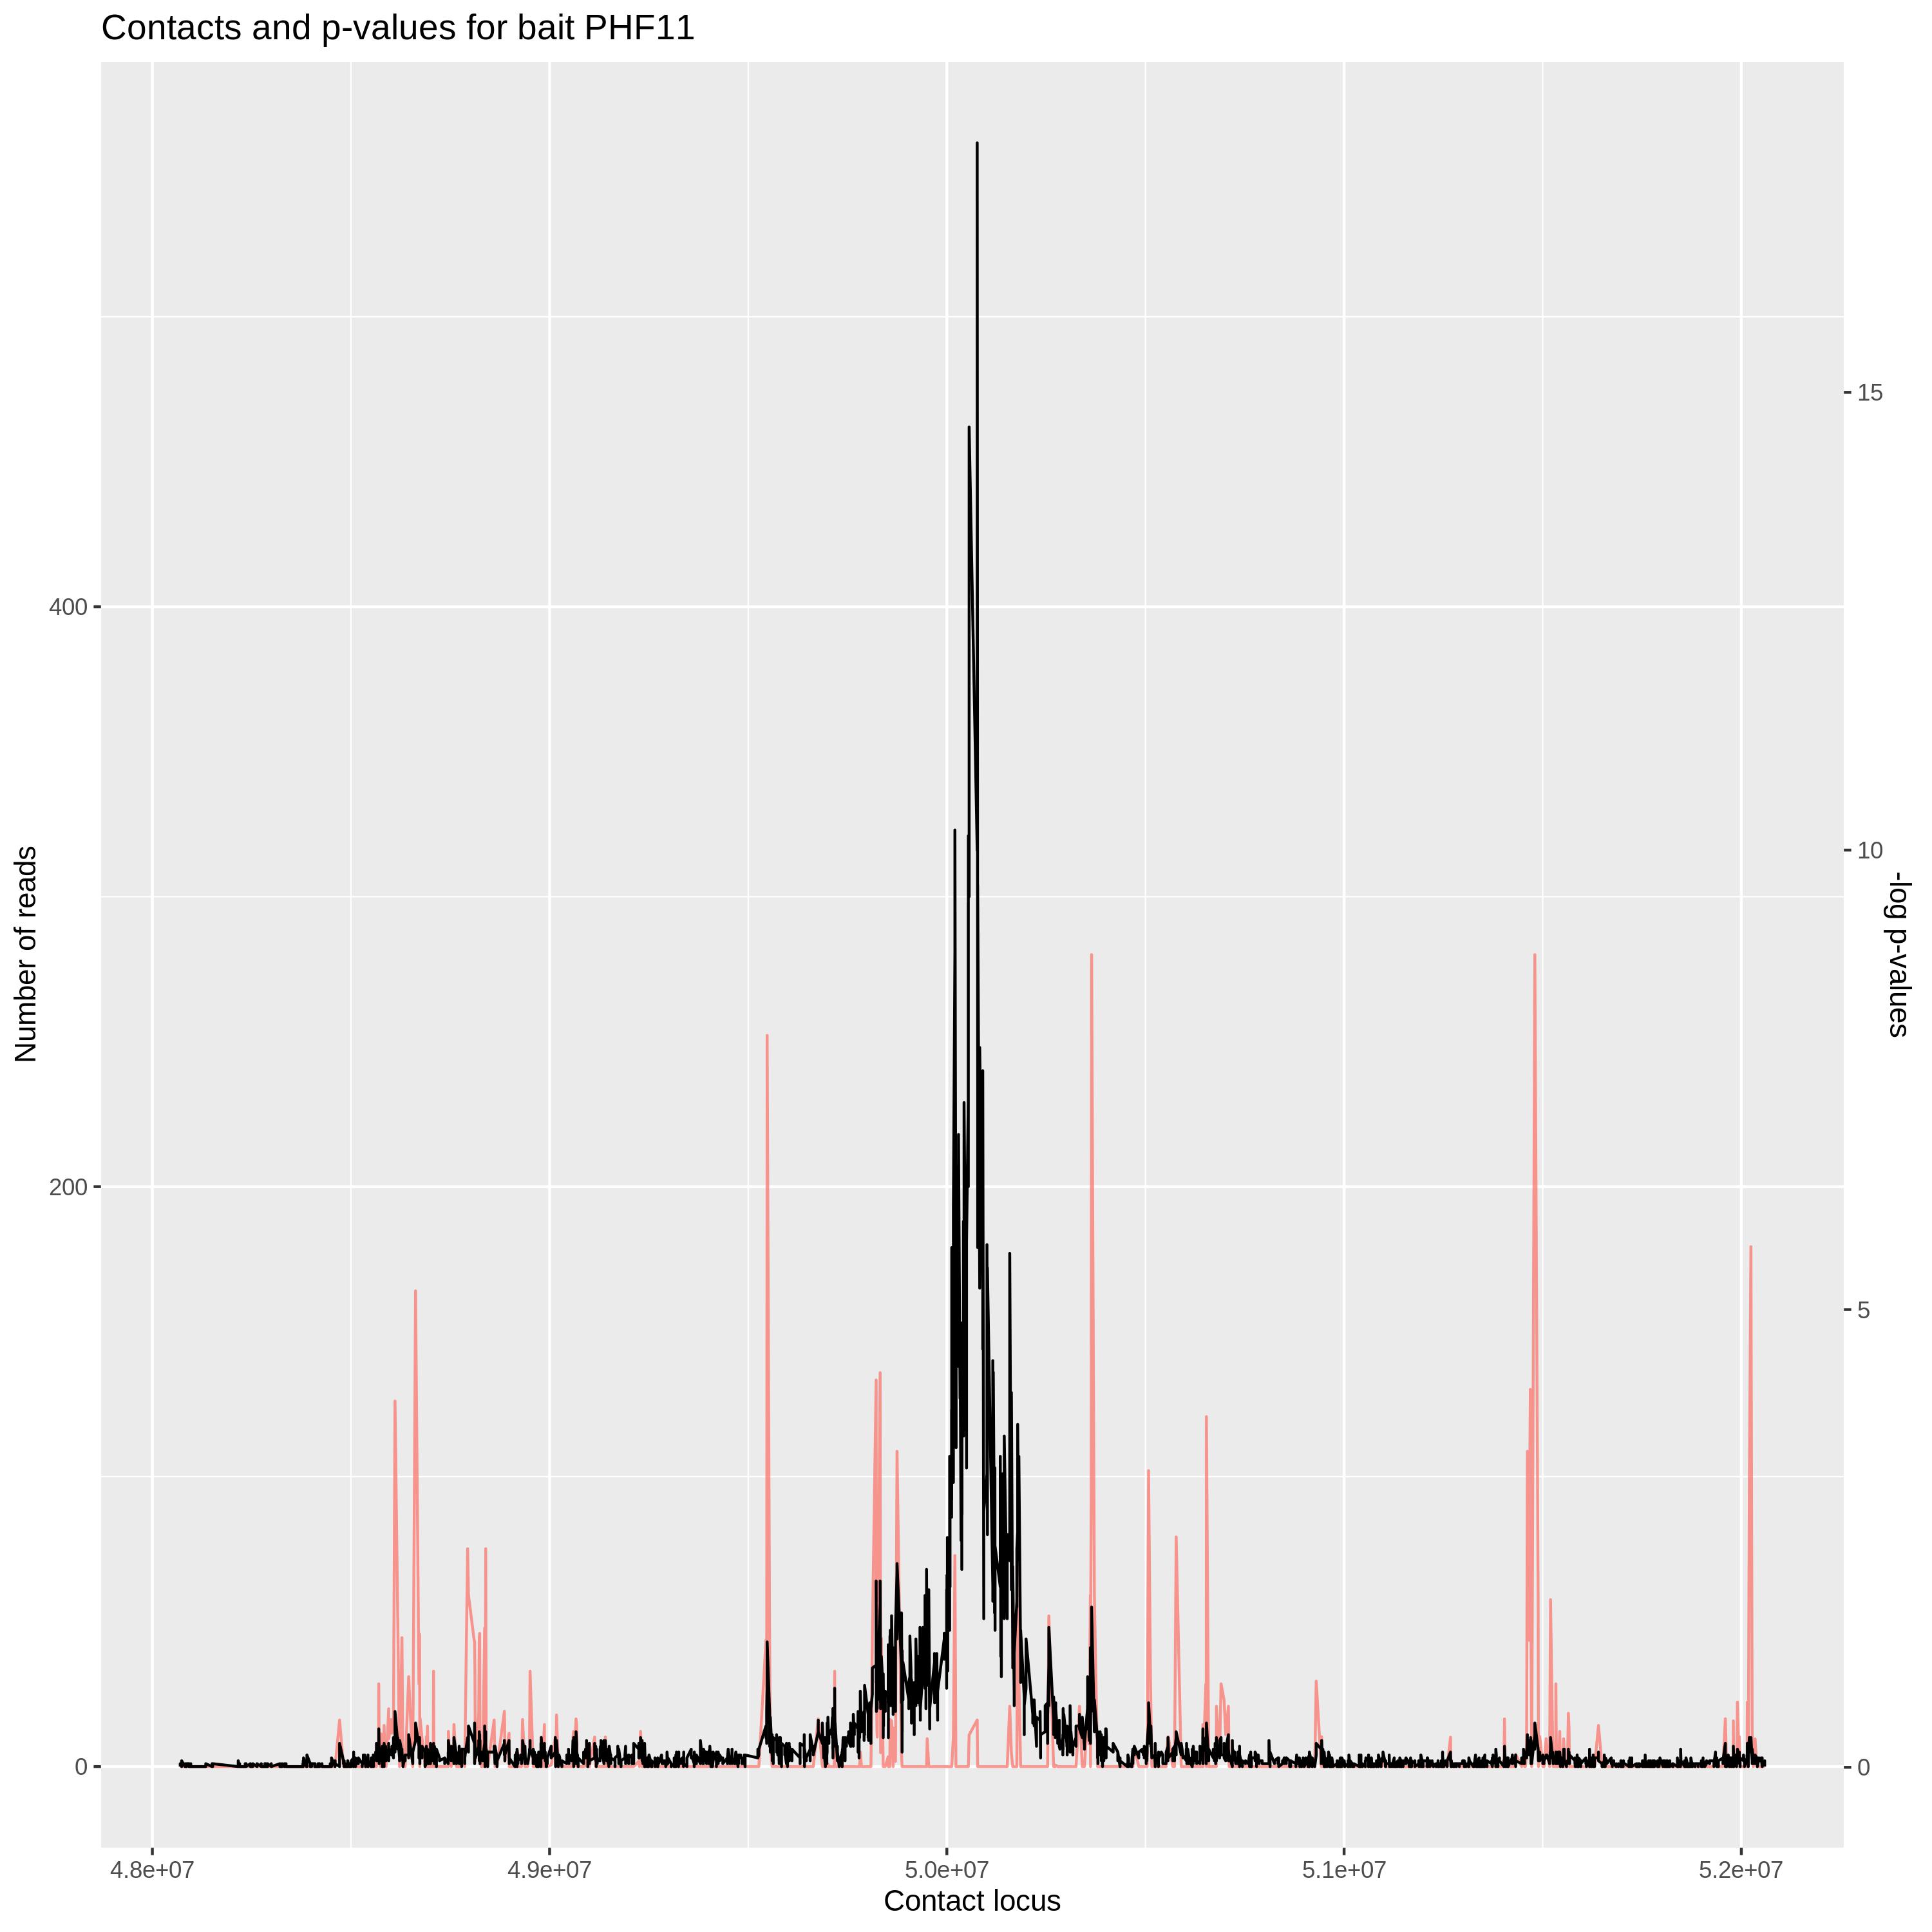 Contacts and p-values for bait PHF11
Number of reads
400
200
0
15
10
5
0
-log p-values
4.8e+07
4.9e+07
5.0e+07
5.1e+07
5.2e+07
Contact locus